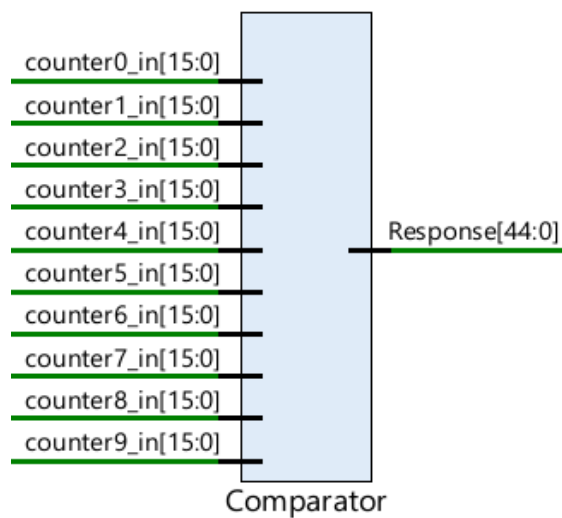 counter0_in[15:0]
counter1_in[15:0]
counter2_in[15:0]
counter3_in[15:0]
counter4_in[15:0]
Response[44:0]
counter5_in[15:0]
counter6_in[15:0]
counter7_in[15:0]
counter8_in[15:0]
counter9_in[15:0]
Comparator